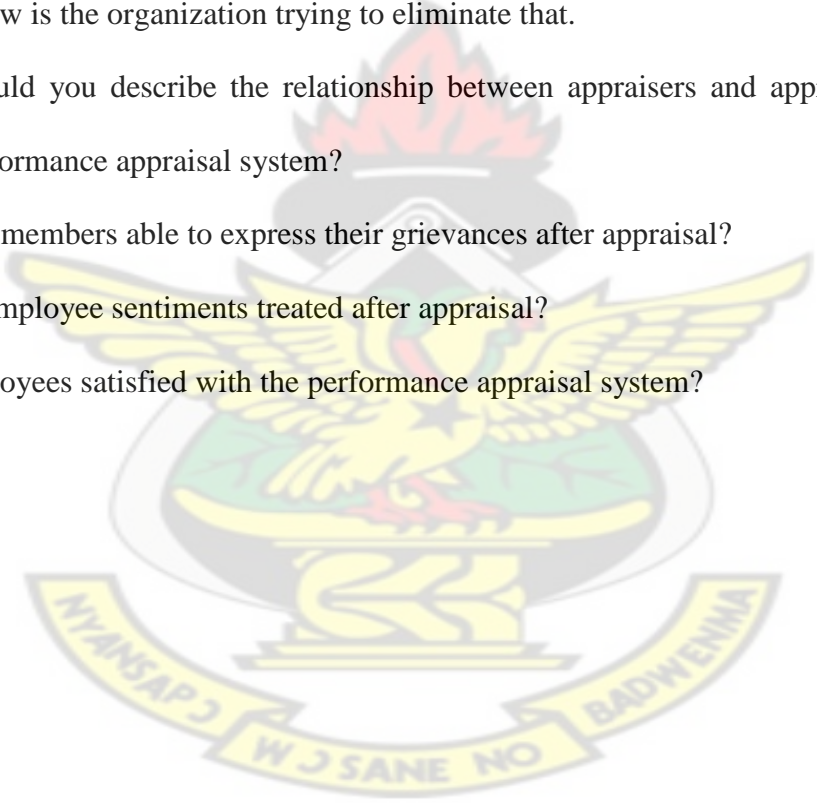 w is the organization trying to eliminate that.
uld you describe the relationship between appraisers and app
ormance appraisal system?
members able to express their grievances after appraisal?
mployee sentiments treated after appraisal?
oyees satisfied with the performance appraisal system?
NYANSAPƆ WƆSANE NO BADWENMA